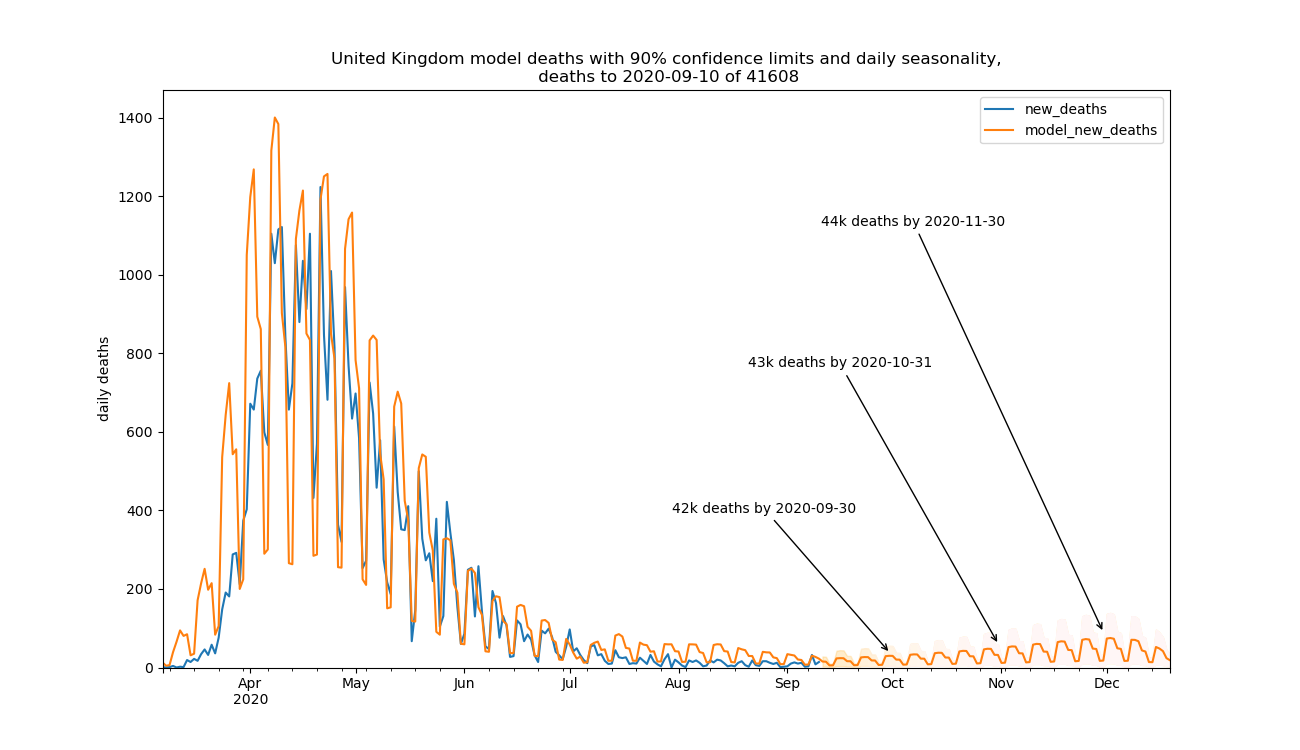 United Kingdom model deaths with 90% confidence limits and daily seasonality,
deaths to 2020-09-10 of 41608
new_deaths
model_new_deaths
daily deaths
1400
1200
1000
800
600
400
200
0
44k deaths by 2020-11-30
43k deaths by 2020-10-31
42k deaths by 2020-09-30
Apr
2020
May
Jun
Jul
Aug
Sep
Oct
Nov
Dec